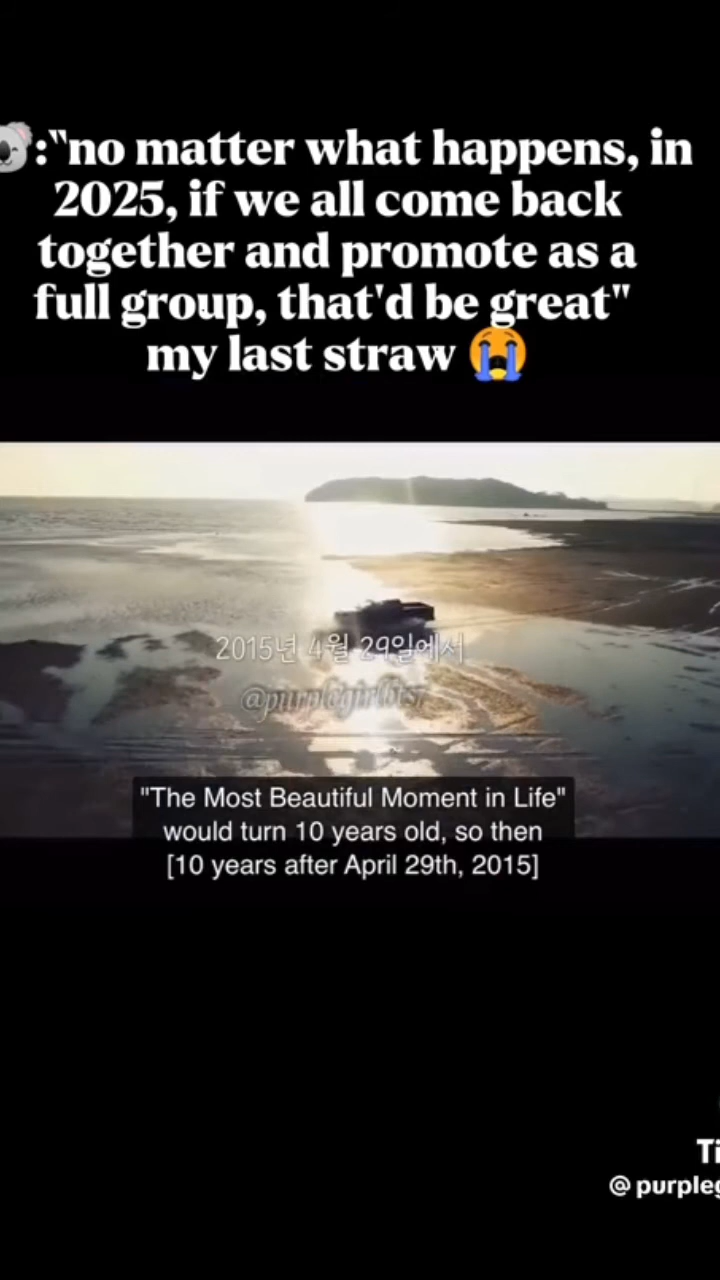 🐨:"no matter what happens, in
2025, if we all come back
together and promote as a
full group, that'd be great"
my last straw 😭
2015년 4월 29일에서
"The Most Beautiful Moment in Life"
would turn 10 years old, so then
[10 years after April 29th, 2015]
Ti
@purpleg